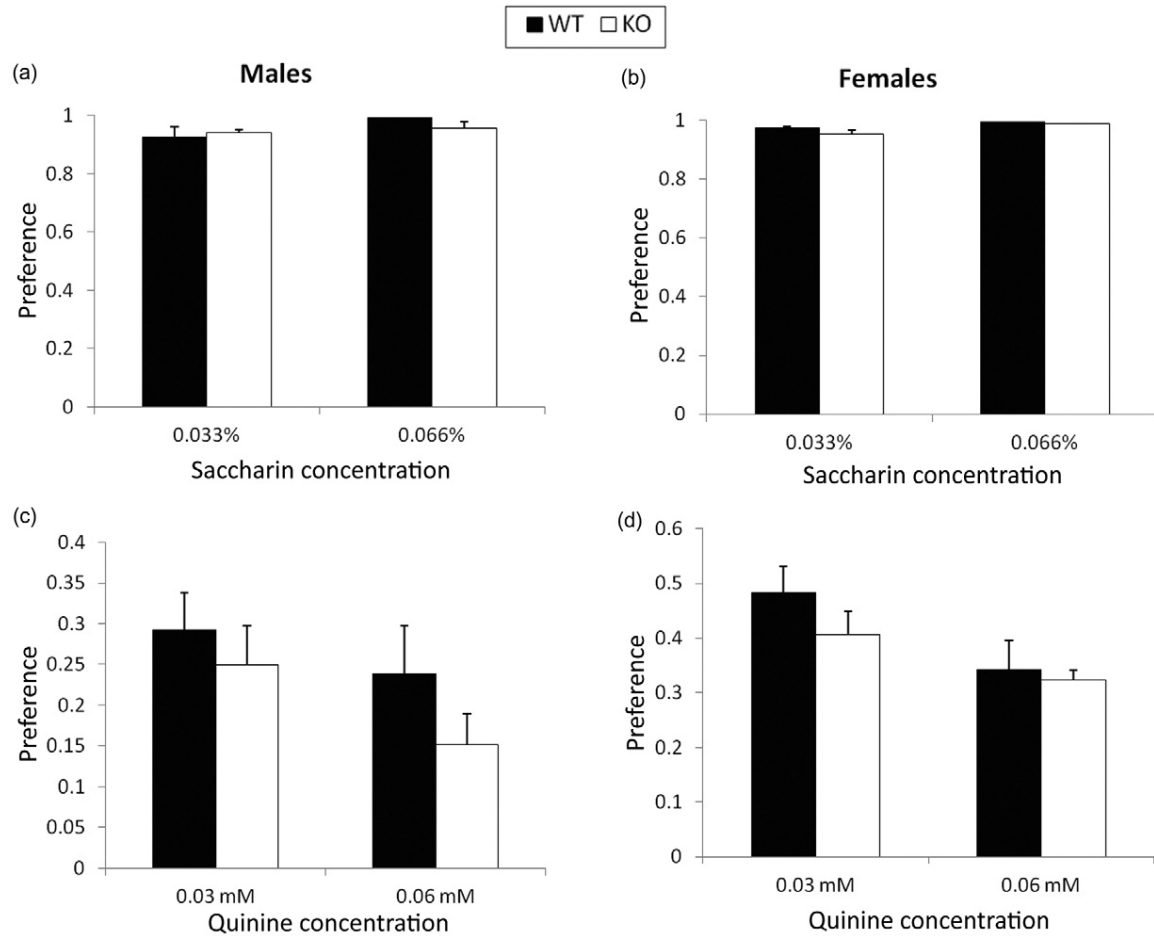 WT KO
(a) Males
1
0.8
0.6
0.4
0.2
0
Preference
0.033% 0.066%
Saccharin concentration
(b) Females
1
0.8
0.6
0.4
0.2
0
Preference
0.033% 0.066%
Saccharin concentration
(c)
0.4
0.35
0.3
0.25
0.2
0.15
0.1
0.05
0
Preference
0.03 mM 0.06 mM
Quinine concentration
(d)
0.6
0.5
0.4
0.3
0.2
0.1
0
Preference
0.03 mM 0.06 mM
Quinine concentration